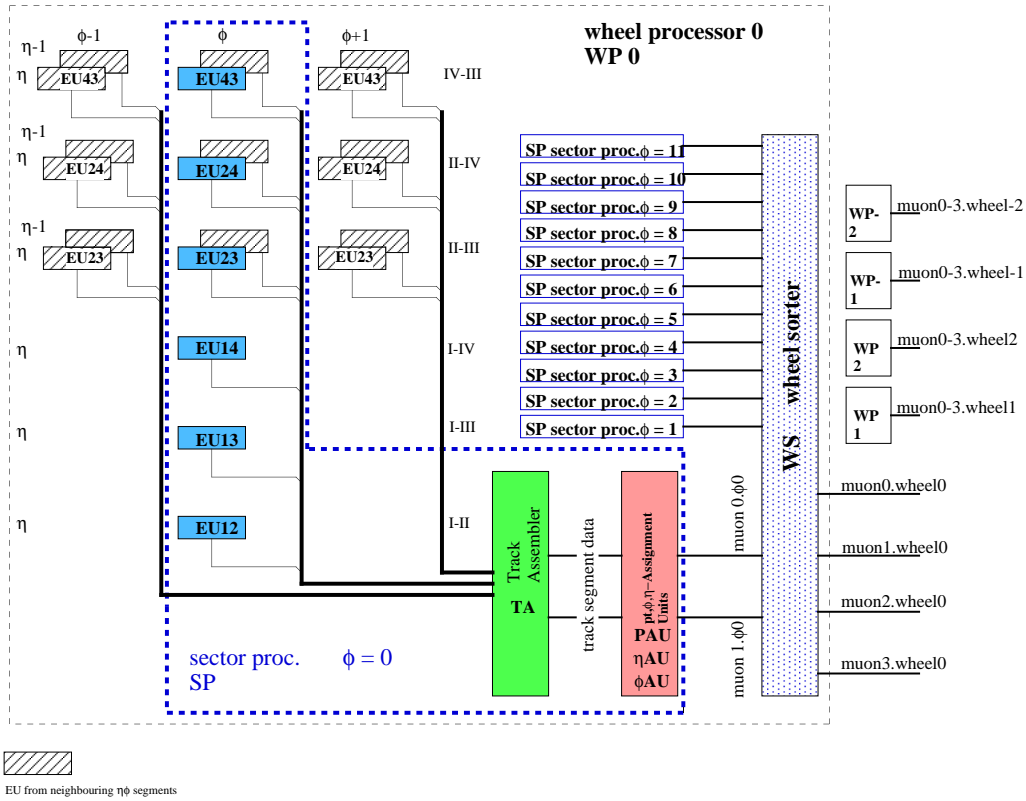 wheel processor 0
WP 0
ϕ-1
ϕ
ϕ+1
η-1
η
EU43
EU43
EU43
IV-III
η-1
η
EU24
EU24
EU24
II-IV
η-1
η
EU23
EU23
EU23
II-III
η
EU14
I-IV
η
EU13
I-III
η
EU12
I-II
SP sector proc.ϕ = 11
SP sector proc.ϕ = 10
SP sector proc.ϕ = 9
SP sector proc.ϕ = 8
SP sector proc.ϕ = 7
SP sector proc.ϕ = 6
SP sector proc.ϕ = 5
SP sector proc.ϕ = 4
SP sector proc.ϕ = 3
SP sector proc.ϕ = 2
SP sector proc.ϕ = 1
WS wheel sorter
WP-
2
muon0-3.wheel-2
WP-
1
muon0-3.wheel-1
WP
2
muon0-3.wheel2
WP
1
muon0-3.wheel1
Track
Assembler
TA
track segment data
pt,ϕ,η−Assignment
Units
PAU
ηAU
ϕAU
muon 0.ϕ0
muon 1.ϕ0
muon0.wheel0
muon1.wheel0
muon2.wheel0
muon3.wheel0
sector proc. ϕ = 0
SP
EU from neighbouring ηϕ segments